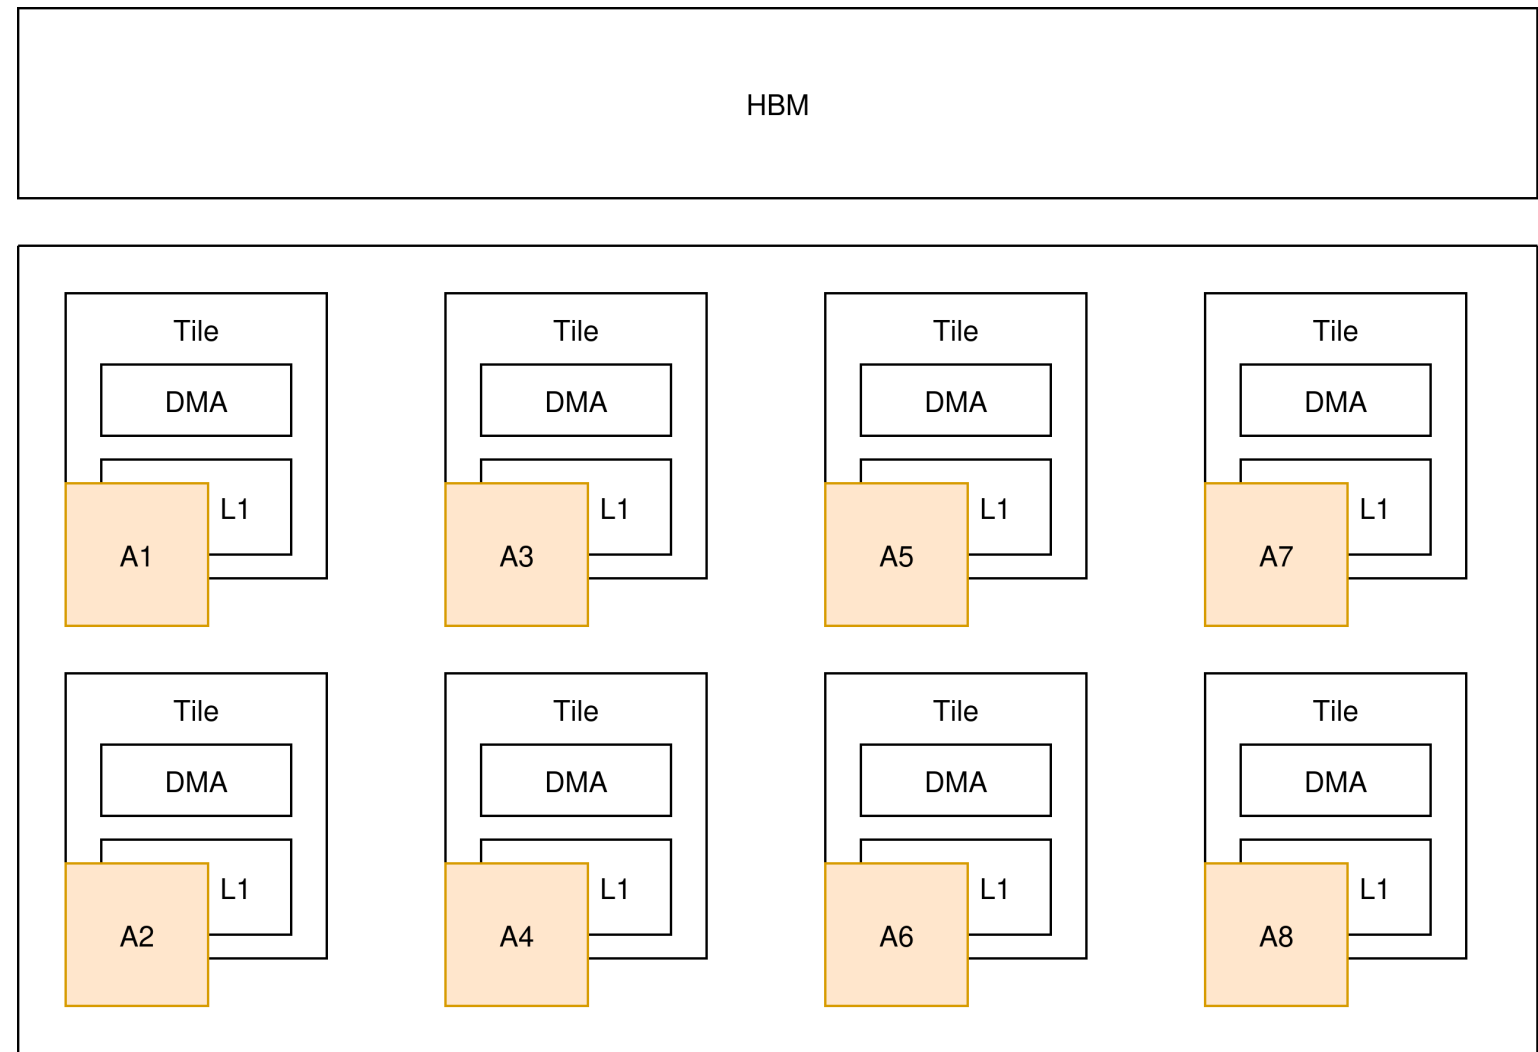 HBM
Tile Tile Tile Tile
DMA DMA DMA DMA
L1 L1 L1 L1
A1 A3 A5 A7
Tile Tile Tile Tile
DMA DMA DMA DMA
L1 L1 L1 L1
A2 A4 A6 A8